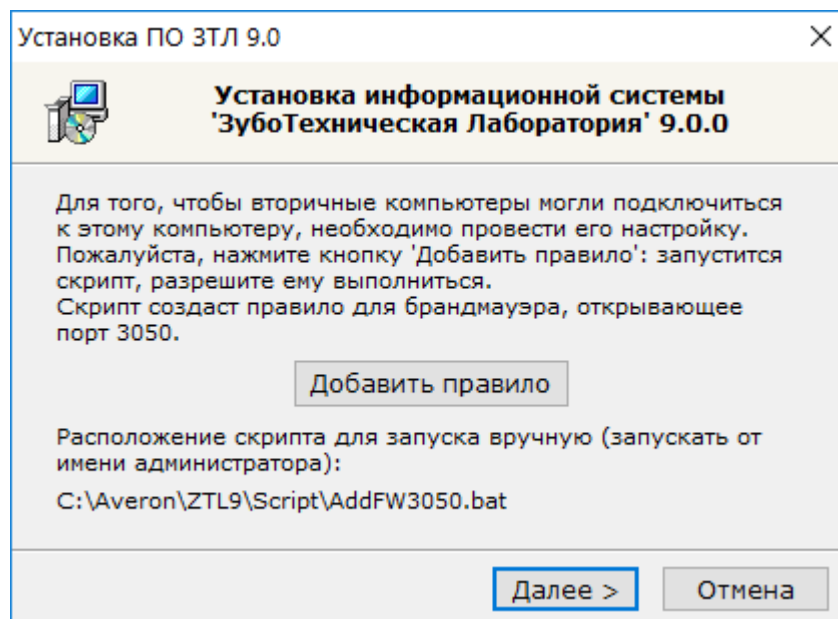 Установка ПО ЗТЛ 9.0
Установка информационной системы
'ЗубоТехническая Лаборатория' 9.0.0
Для того, чтобы вторичные компьютеры могли подключиться
к этому компьютеру, необходимо провести его настройку.
Пожалуйста, нажмите кнопку 'Добавить правило': запустится
скрипт, разрешите ему выполниться.
Скрипт создаст правило для брандмауэра, открывающее
порт 3050.
Добавить правило
Расположение скрипта для запуска вручную (запускать от
имени администратора):
C:\Averon\ZTL9\Script\AddFW3050.bat
Далее >
Отмена